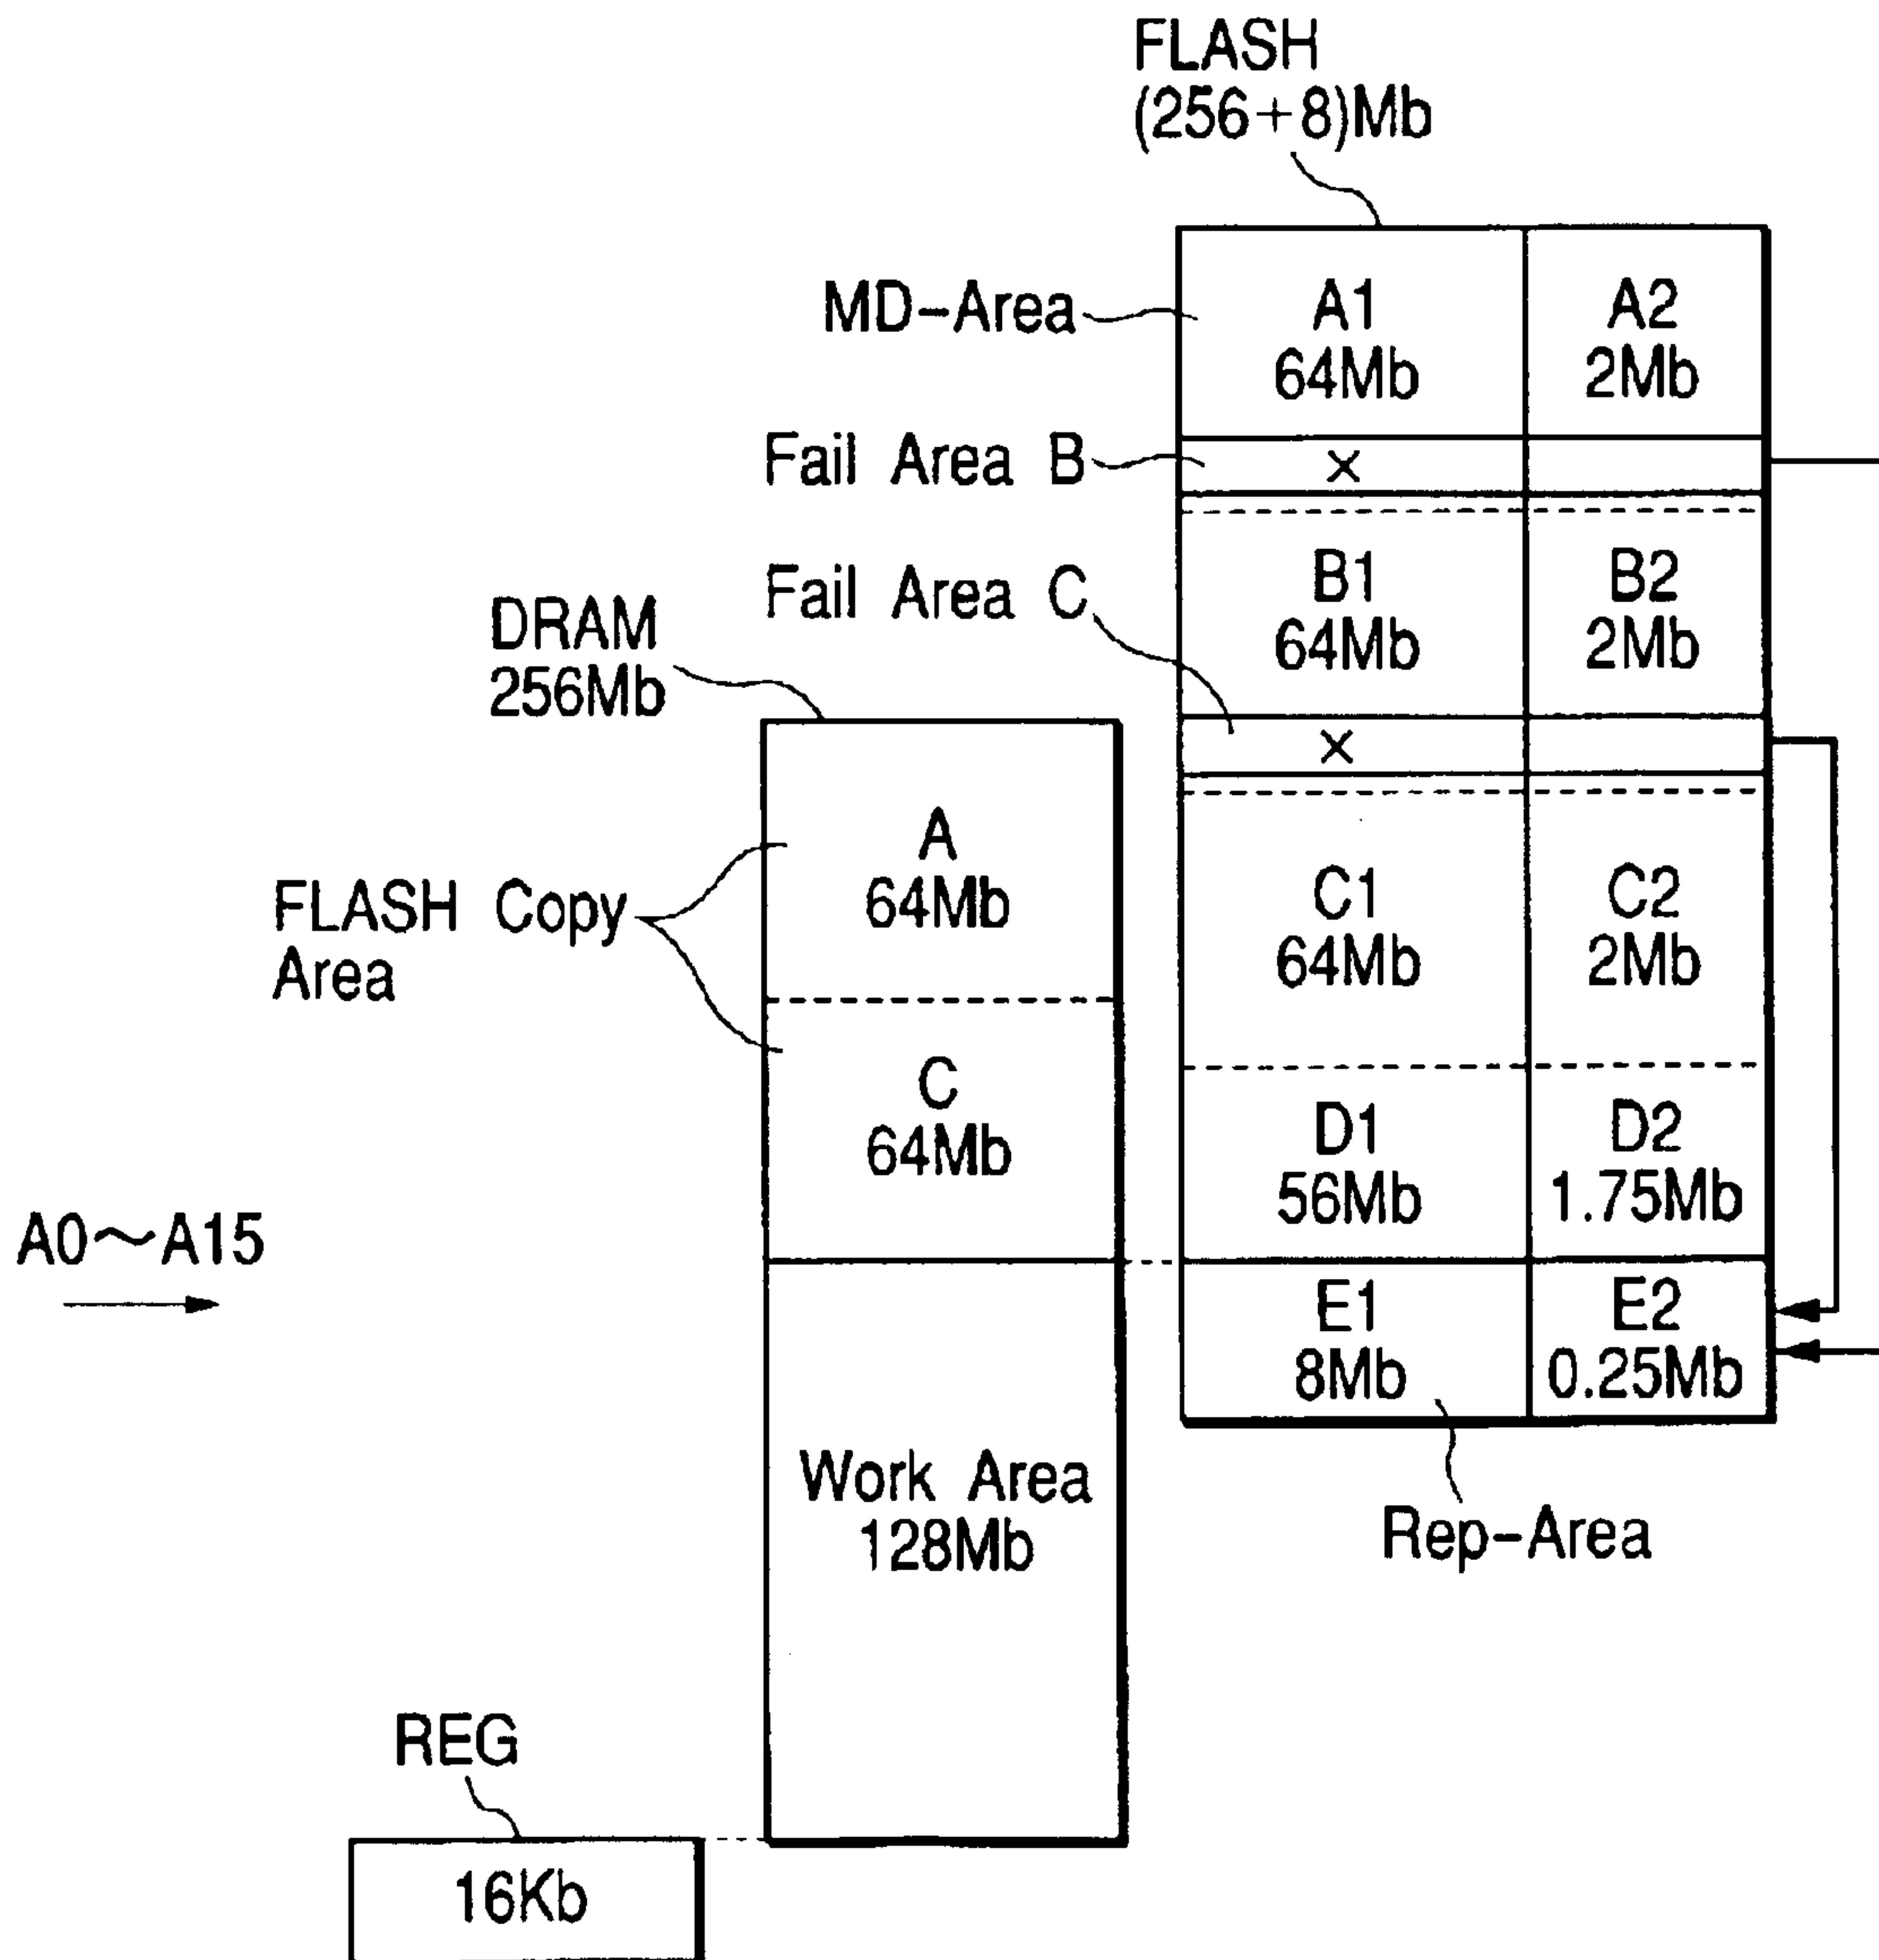 FLASH
(256+8)Mb
MD-Area
A1
64Mb
A2
2Mb
Fail Area B
×
Fail Area C
B1
64Mb
B2
2Mb
DRAM
256Mb
×
A
64Mb
FLASH Copy
Area
C1
64Mb
C2
2Mb
C
64Mb
D1
56Mb
D2
1.75Mb
A0~A15
E1
8Mb
E2
0.25Mb
Work Area
128Mb
Rep-Area
REG
16Kb